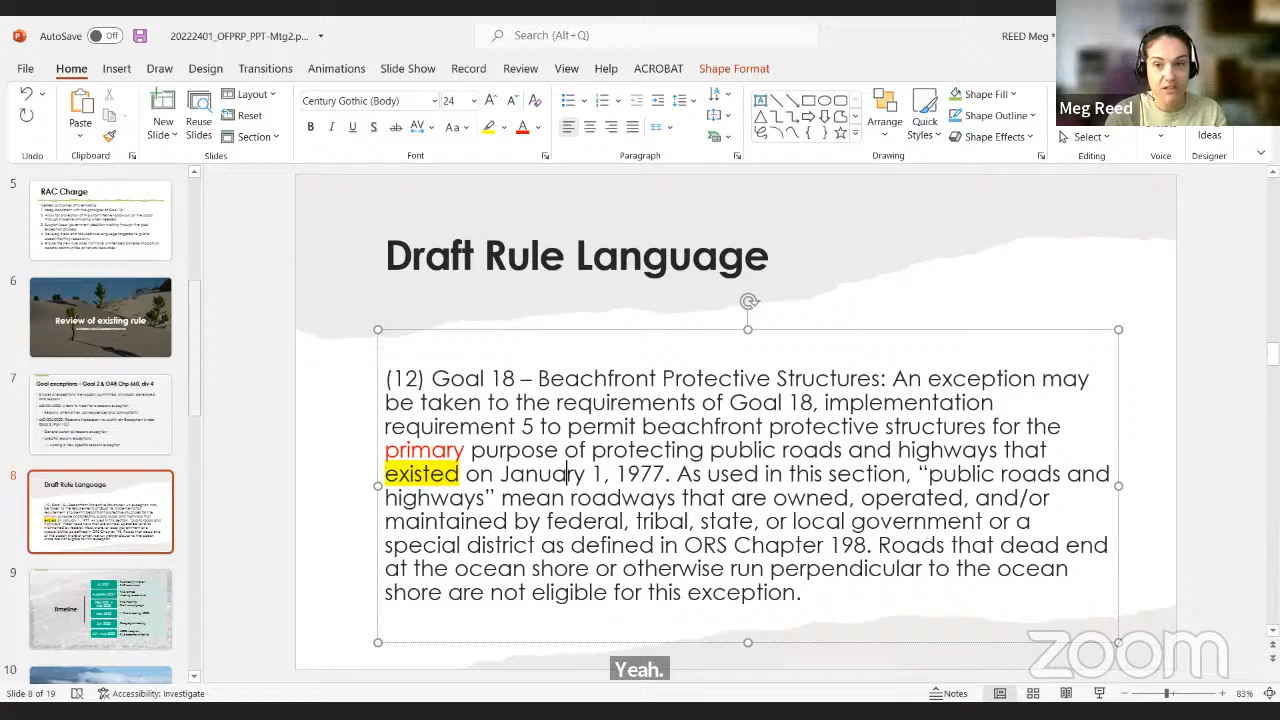 AutoSave Off 20222401_OFPRP_PPT-Mtg2.p... Search (Alt+Q) REED Meg
File Home Insert Draw Design Transitions Animations Slide Show Record Review View Help ACROBAT Shape Format
Meg Reed
Paste
New Slide
Reuse Slides
Layout
Reset
Section
Century Gothic (Body) 24
Arrange
Quick Styles
Shape Fill
Shape Outline
Shape Effects
Select
Ideas
Undo Clipboard Slides Font Paragraph Drawing Editing Voice Designer
5
RAC Charge
6
Review of existing rule
7
Goal exceptions – Goal 2 & OAR Chp 660, div 4
8
Draft Rule Language
9
Timeline
10
Draft Rule Language
(12) Goal 18 – Beachfront Protective Structures: An exception may
be taken to the requirements of Goal 18, implementation
requirement 5 to permit beachfront protective structures for the
primary purpose of protecting public roads and highways that
existed on January 1, 1977. As used in this section, “public roads and
highways” mean roadways that are owned, operated, and/or
maintained by federal, tribal, state, or local government or a
special district as defined in ORS Chapter 198. Roads that dead end
at the ocean shore or otherwise run perpendicular to the ocean
shore are not eligible for this exception.
zoom
Yeah.
Slide 8 of 19 Accessibility: Investigate Notes 83%